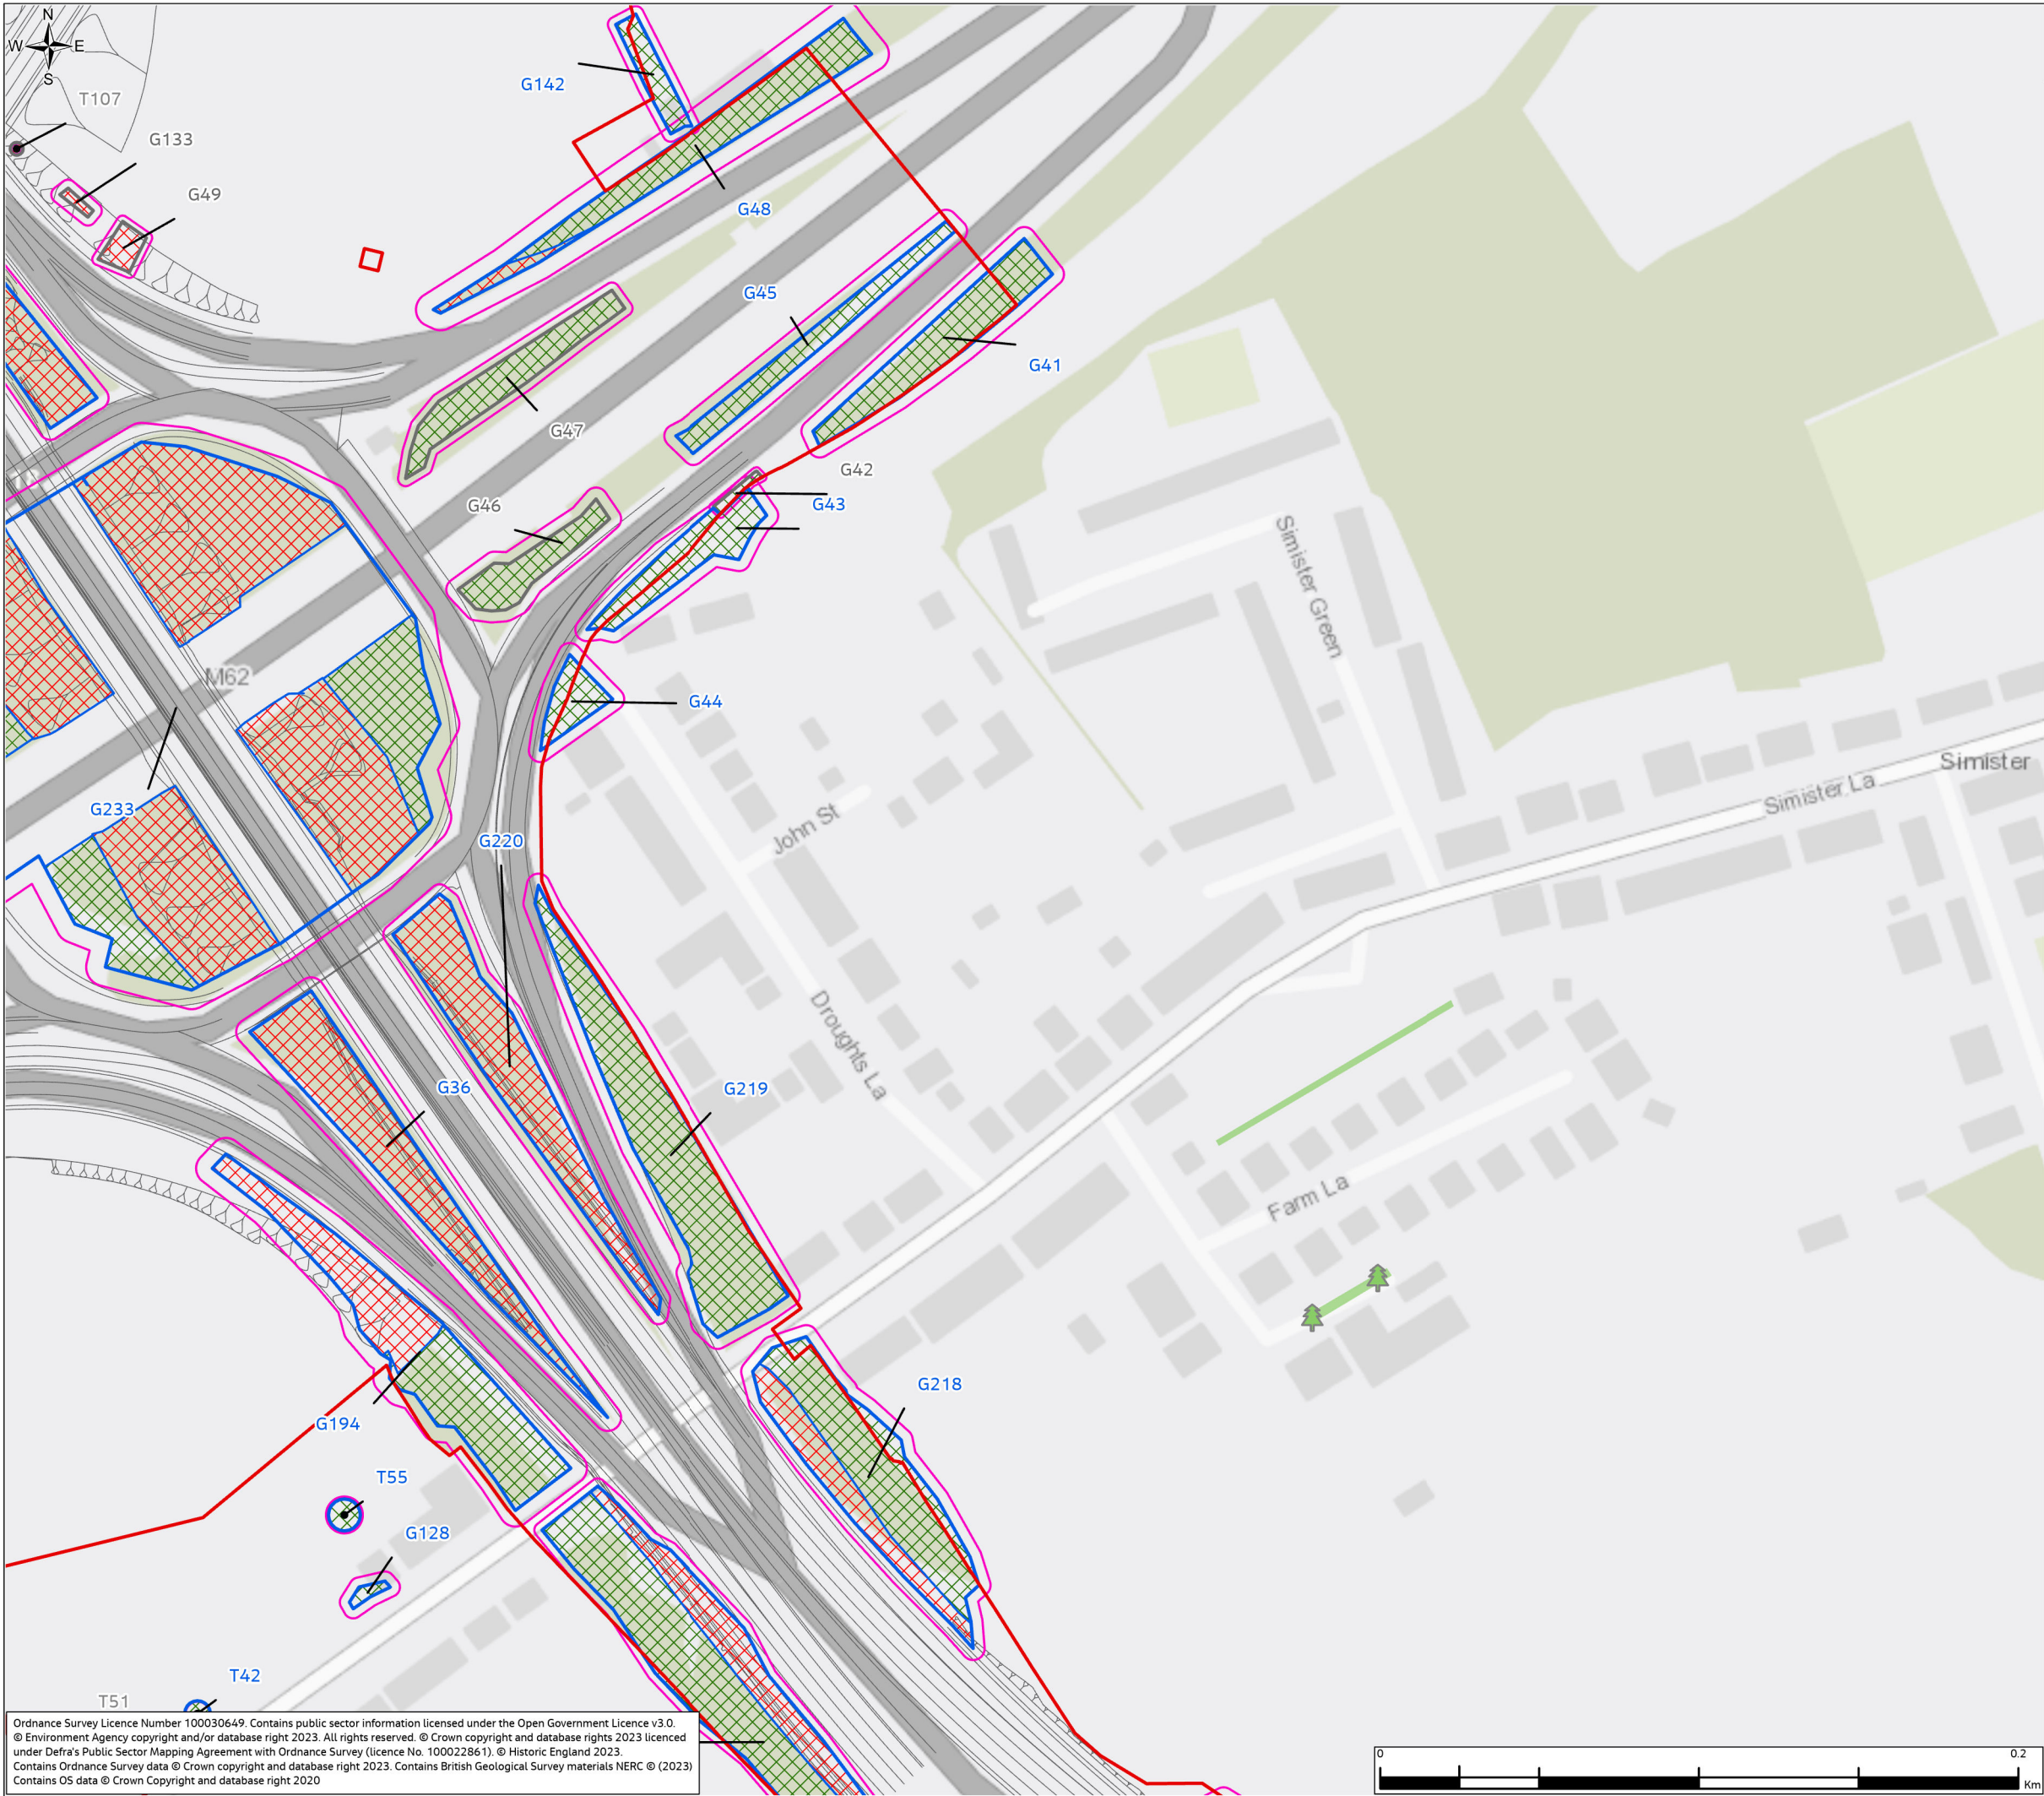 N
W E
S
T107
G133
G49
G142
G48
G45
G41
G47
G42
G43
G46
G44
M62
G233
G220
G36
G219
G218
G194
T55
G128
T42
T51
Simister Green
John St
Droughts La
Simister La
Simister
Farm La
Ordnance Survey Licence Number 100030649. Contains public sector information licensed under the Open Government Licence v3.0.
© Environment Agency copyright and/or database right 2023. All rights reserved. © Crown copyright and database rights 2023 licenced
under Defra's Public Sector Mapping Agreement with Ordnance Survey (licence No. 100022861). © Historic England 2023.
Contains Ordnance Survey data © Crown copyright and database right 2023. Contains British Geological Survey materials NERC © (2023)
Contains OS data © Crown Copyright and database right 2020
0 0.2
Km